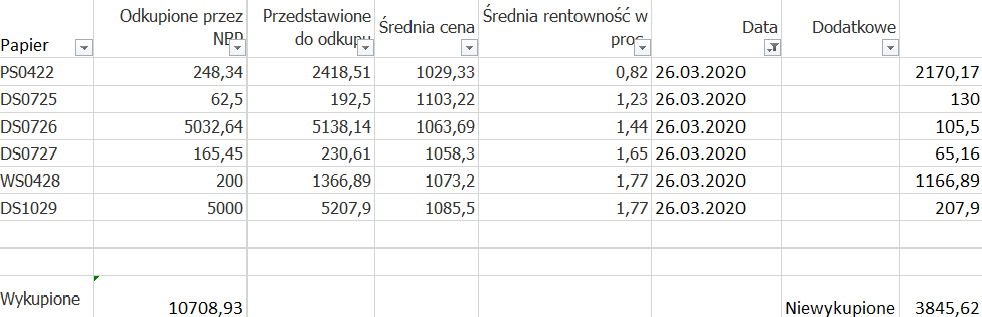 Papier Odkupione przez NBP Przedstawione do odkupu Średnia cena Średnia rentowność w proc. Data Dodatkowe
PS0422 248,34 2418,51 1029,33 0,82 26.03.2020 2170,17
DS0725 62,5 192,5 1103,22 1,23 26.03.2020 130
DS0726 5032,64 5138,14 1063,69 1,44 26.03.2020 105,5
DS0727 165,45 230,61 1058,3 1,65 26.03.2020 65,16
WS0428 200 1366,89 1073,2 1,77 26.03.2020 1166,89
DS1029 5000 5207,9 1085,5 1,77 26.03.2020 207,9
Wykupione 10708,93 Niewykupione 3845,62